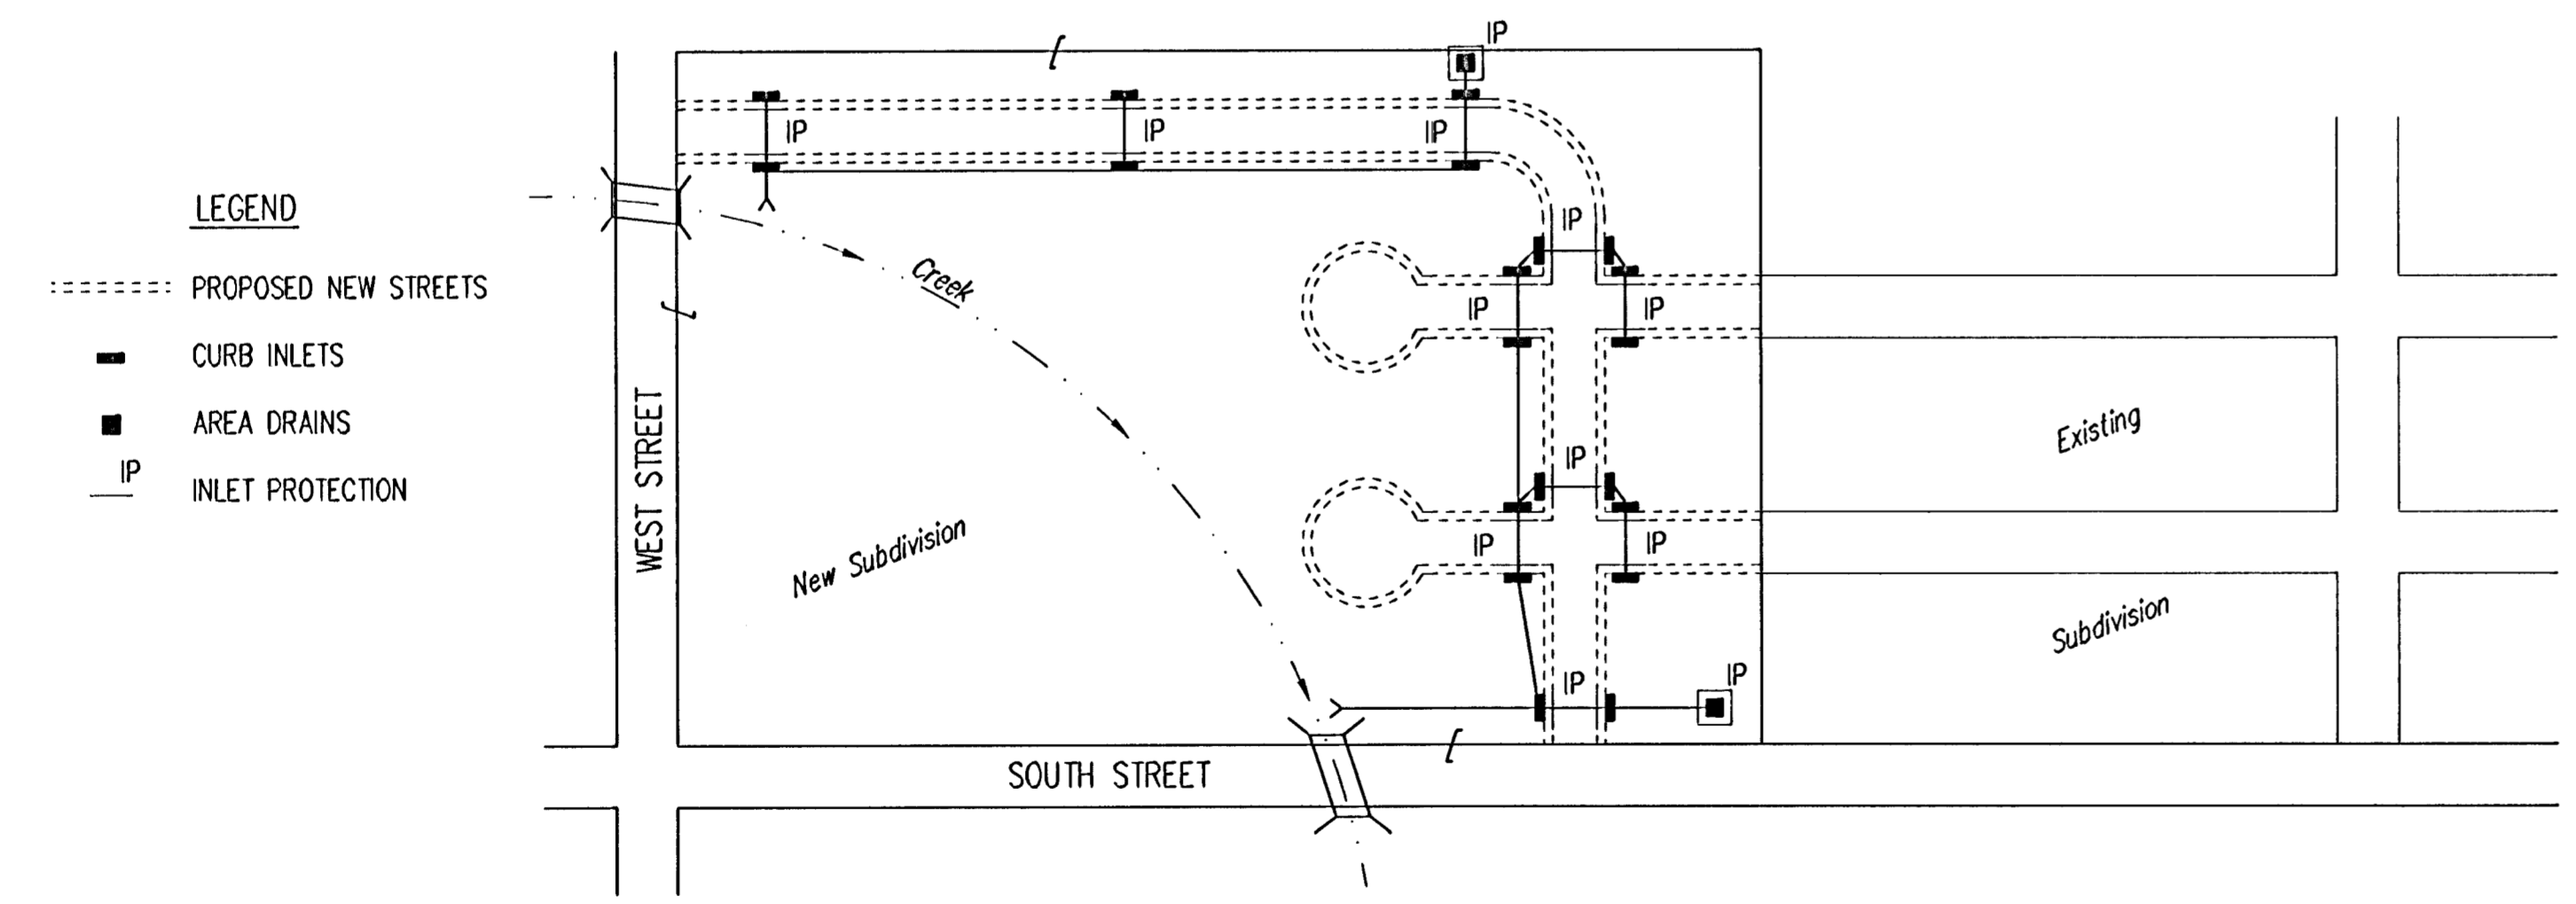 LEGEND
PROPOSED NEW STREETS
CURB INLETS
AREA DRAINS
IP
INLET PROTECTION
WEST STREET
SOUTH STREET
Creek
New Subdivision
Existing
Subdivision
IP
IP
IP
IP
IP
IP
IP
IP
IP
IP
IP
IP